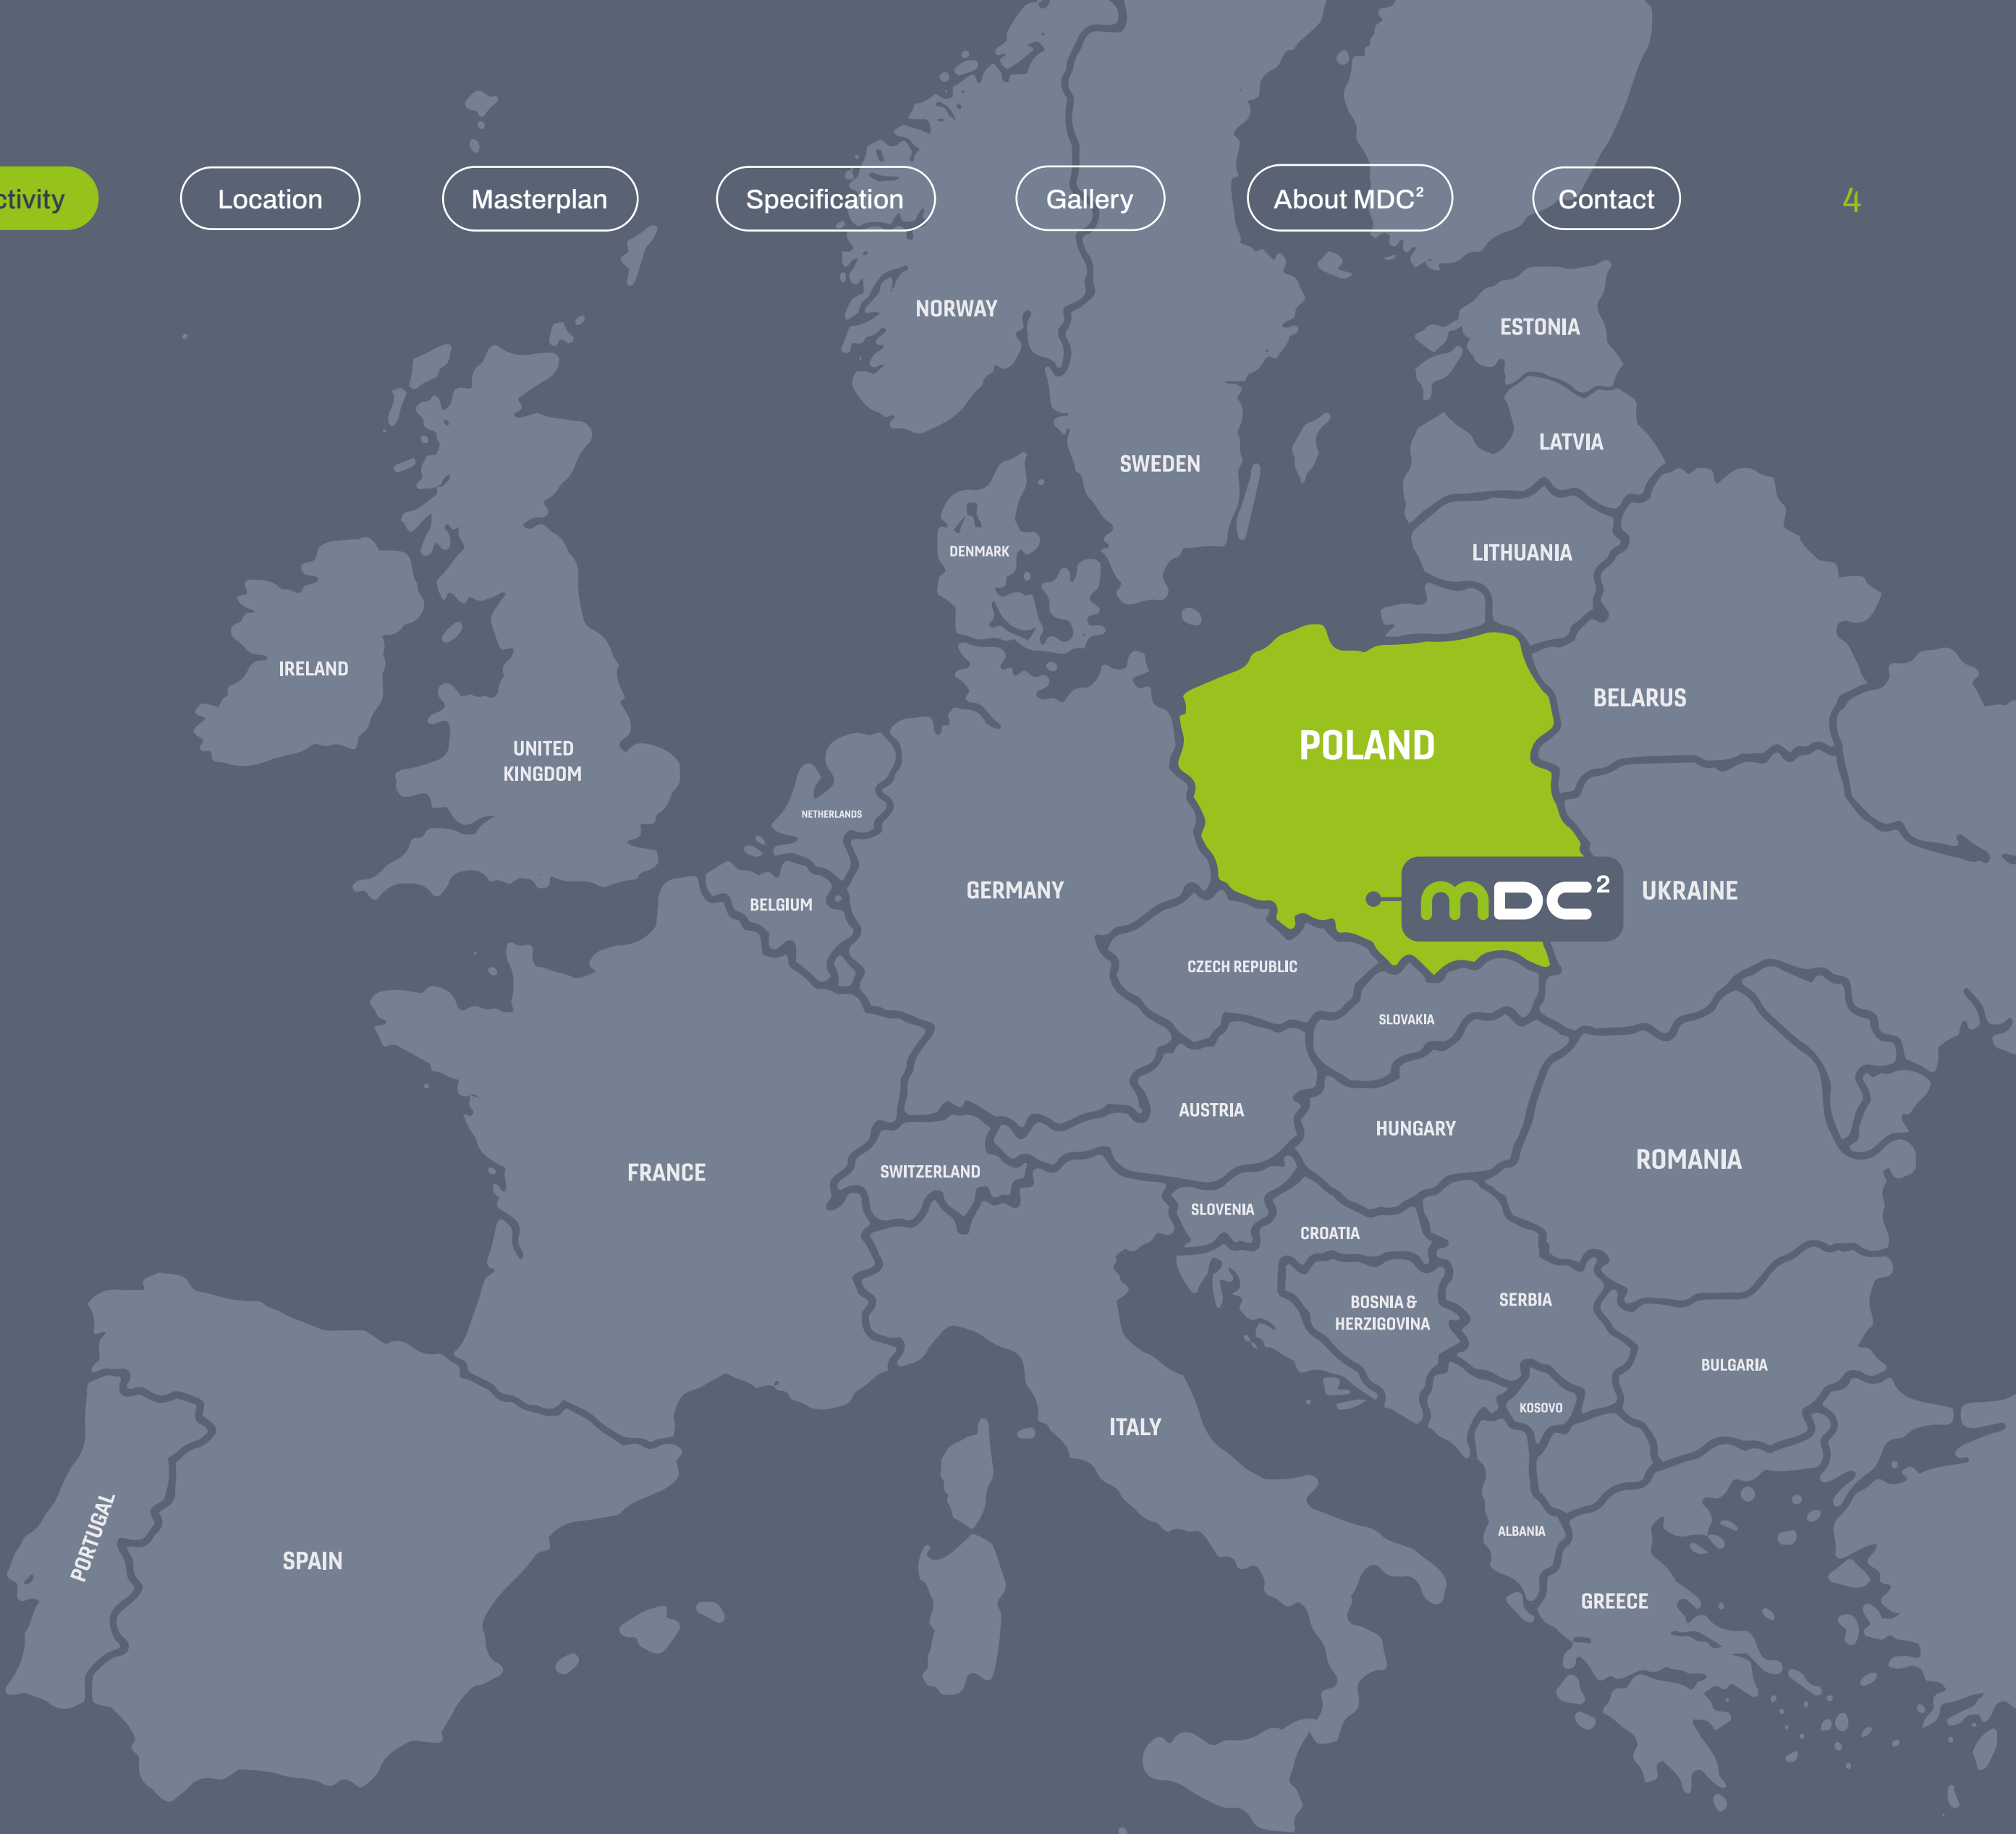 ctivity
Location
Masterplan
Specification
Gallery
About MDC²
Contact
4
NORWAY
ESTONIA
LATVIA
SWEDEN
DENMARK
LITHUANIA
IRELAND
BELARUS
POLAND
UNITED
KINGDOM
NETHERLANDS
GERMANY
BELGIUM
mDC²
UKRAINE
CZECH REPUBLIC
SLOVAKIA
AUSTRIA
HUNGARY
ROMANIA
FRANCE
SWITZERLAND
SLOVENIA
CROATIA
BOSNIA &
HERZIGOVINA
SERBIA
BULGARIA
KOSOVO
ITALY
PORTUGAL
SPAIN
ALBANIA
GREECE